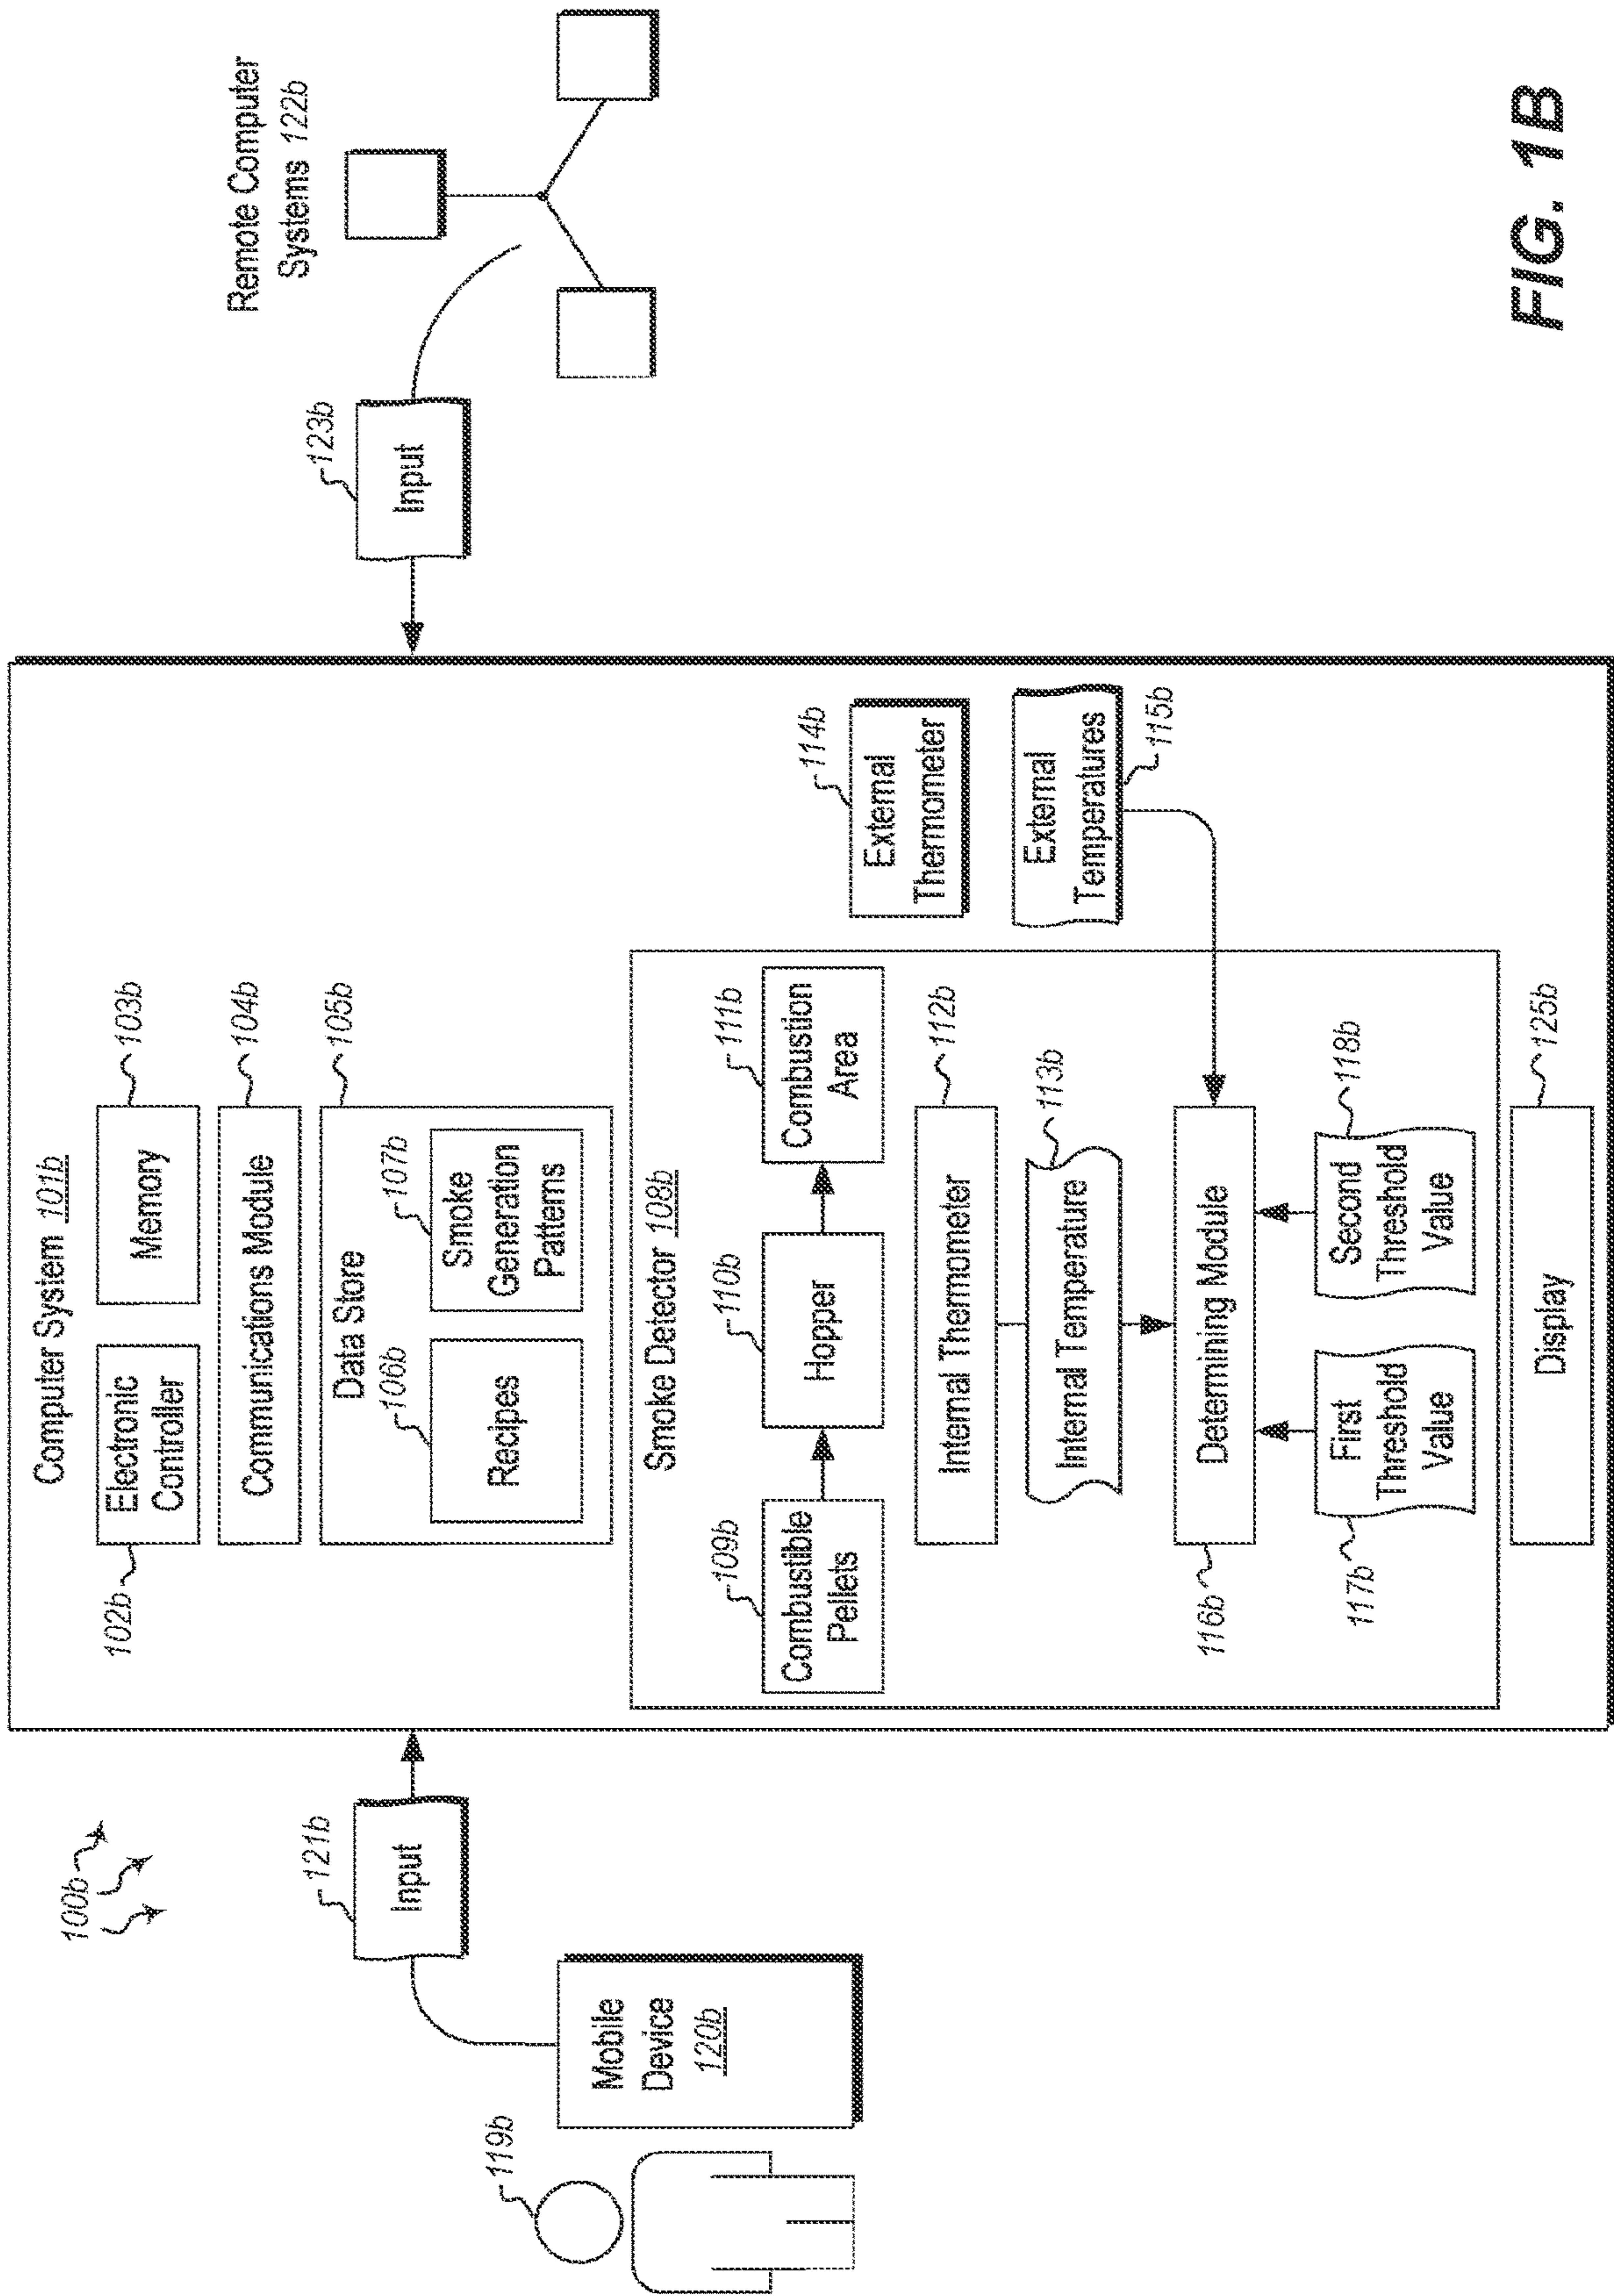 100b
119b
Mobile
Device
120b
121b
Input
Computer System 101b
102b
Electronic
Controller
Memory
103b
Communications Module
104b
Data Store
105b
106b
Recipes
107b
Smoke
Generation
Patterns
Smoke Detector 108b
109b
Combustible
Pellets
110b
Hopper
111b
Combustion
Area
Internal Thermometer
112b
Internal Temperature
113b
114b
External
Thermometer
External
Temperatures
115b
Determining Module
116b
First
Threshold
Value
117b
Second
Threshold
Value
118b
Display
125b
123b
Input
Remote Computer
Systems 122b
FIG. 1B